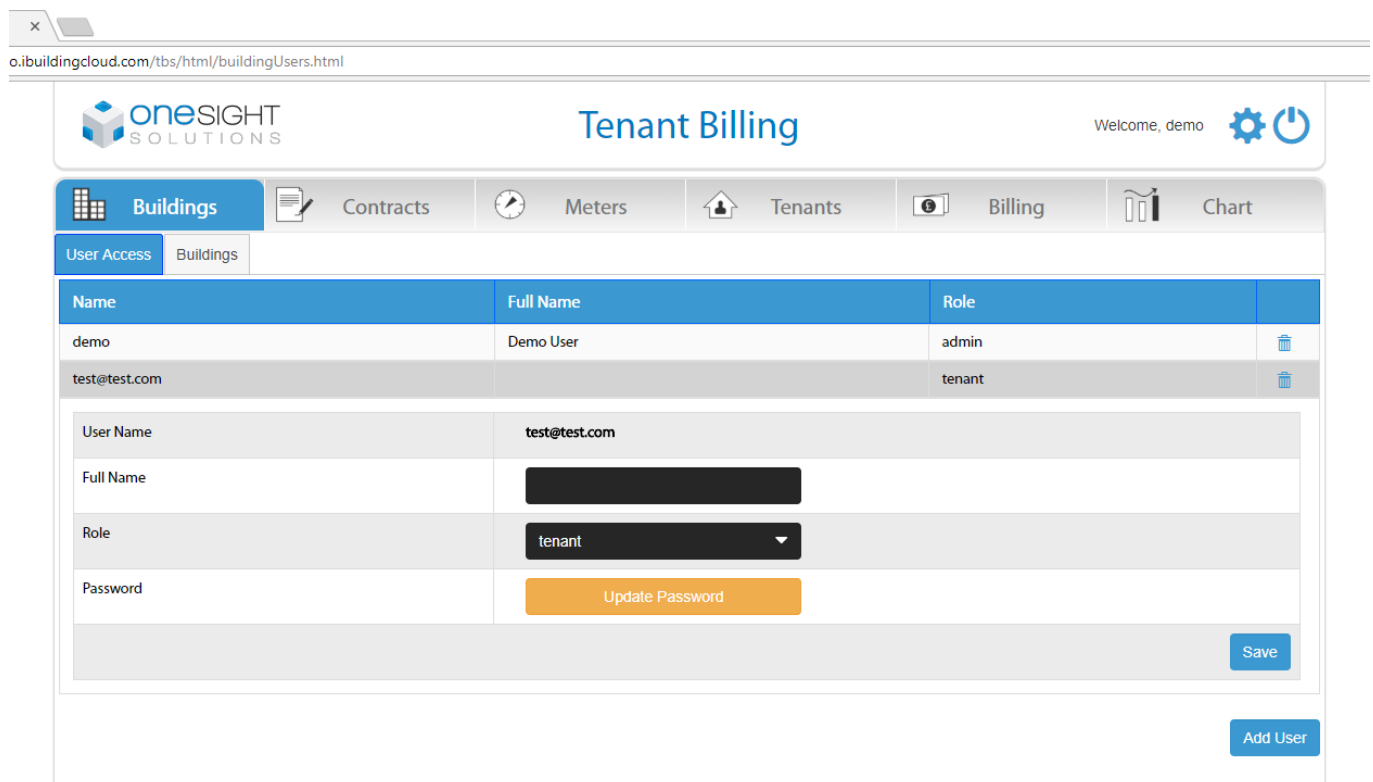 ×
o.ibuildingcloud.com/tbs/html/buildingUsers.html
oneSIGHT
SOLUTIONS
Tenant Billing
Welcome, demo
Buildings Contracts Meters Tenants Billing Chart
User Access Buildings
Name Full Name Role
demo Demo User admin
test@test.com tenant
User Name test@test.com
Full Name
Role tenant
Password Update Password
Save
Add User